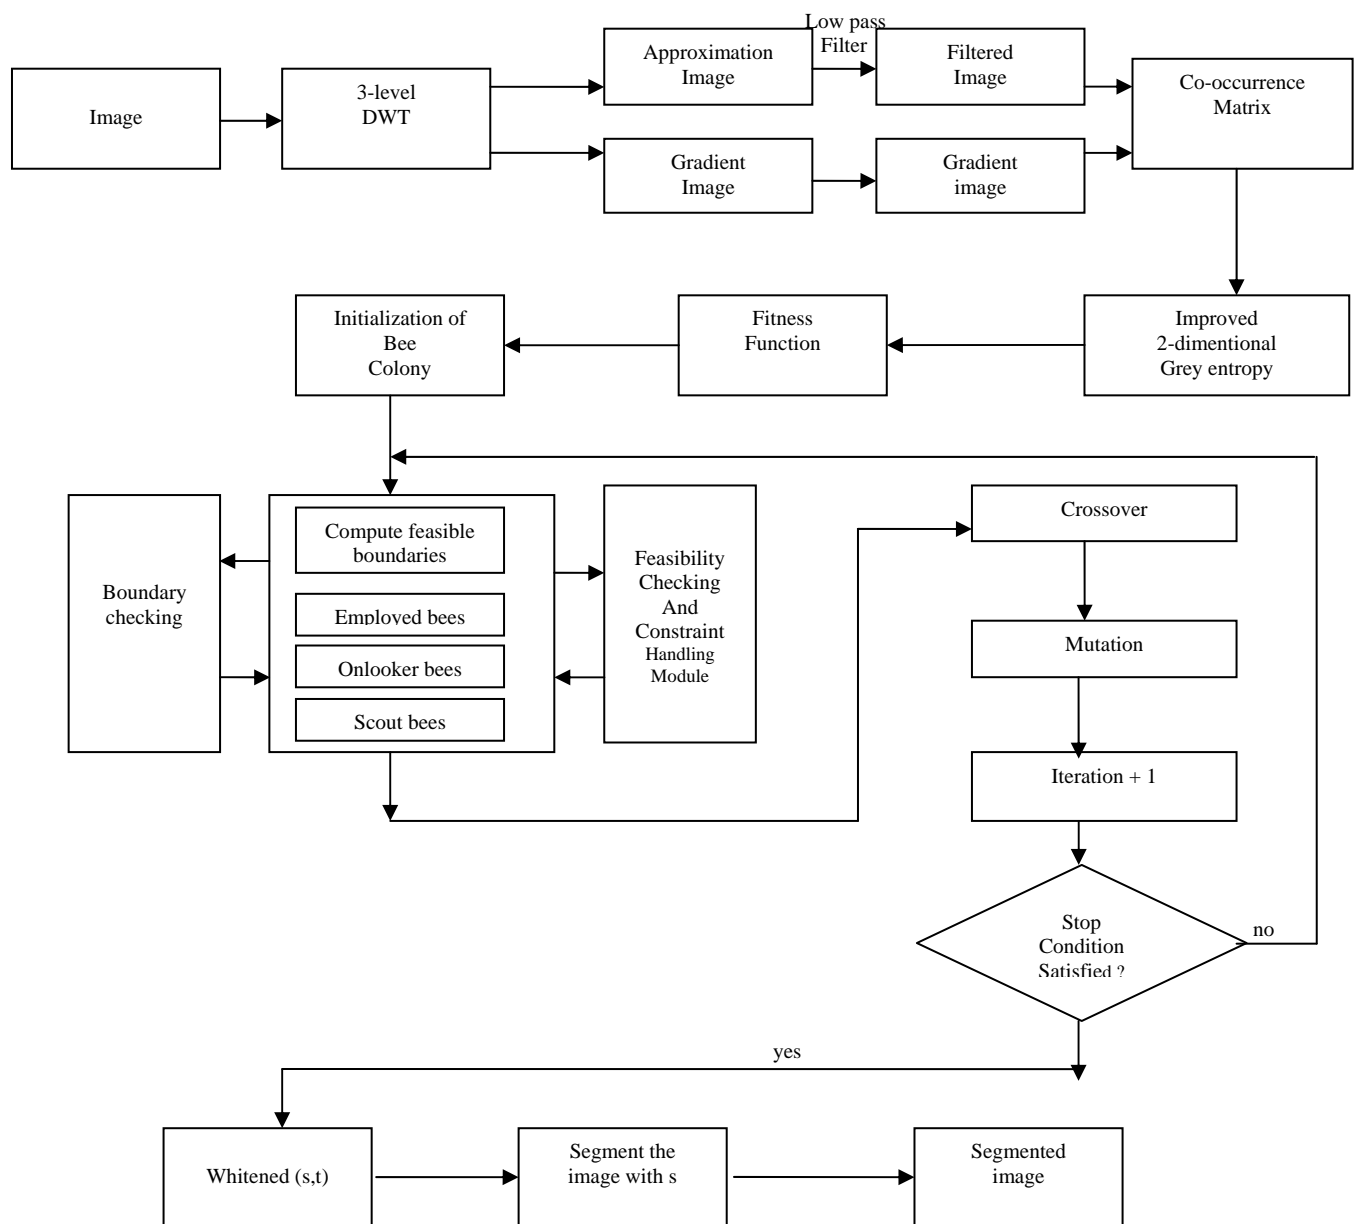 Low pass
Filter
Image
3-level
DWT
Approximation
Image
Filtered
Image
Co-occurrence
Matrix
Gradient
Image
Gradient
image
Initialization of
Bee
Colony
Fitness
Function
Improved
2-dimentional
Grey entropy
Boundary
checking
Compute feasible
boundaries
Employed bees
Onlooker bees
Scout bees
Feasibility
Checking
And
Constraint
Handling
Module
Crossover
Mutation
Iteration + 1
Stop
Condition
Satisfied ?
no
yes
Whitened (s,t)
Segment the
image with s
Segmented
image